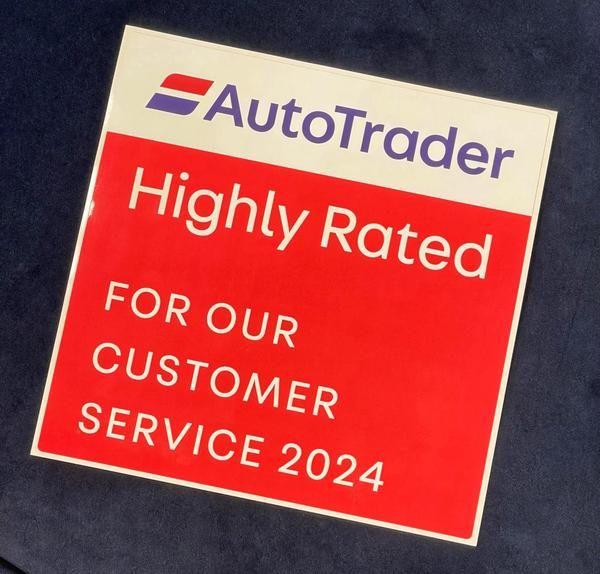 AutoTrader
Highly Rated
FOR OUR
CUSTOMER
SERVICE 2024